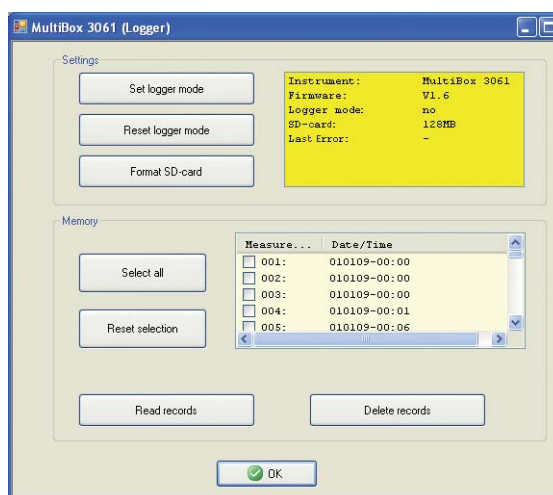 MultiBox 3061 (Logger)
Settings
Set logger mode
Reset logger mode
Format SD-card
Instrument: MultiBox 3061
Firmware: V1.6
Logger mode: no
SD-card: 128MB
Last Error: -
Memory
Select all
Reset selection
Measure... Date/Time
001: 010109-00:00
002: 010109-00:00
003: 010109-00:00
004: 010109-00:01
005: 010109-00:06
Read records
Delete records
OK